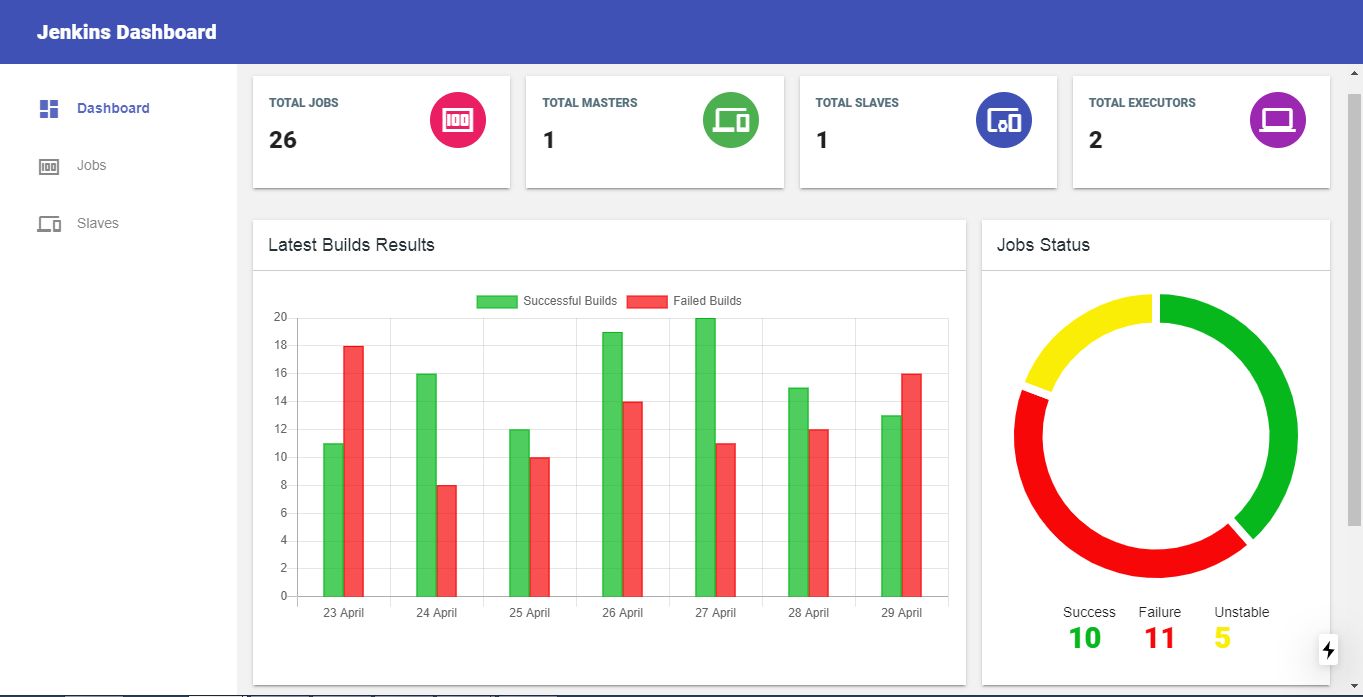 Jenkins Dashboard
Dashboard
Jobs
Slaves
TOTAL JOBS
26
TOTAL MASTERS
1
TOTAL SLAVES
1
TOTAL EXECUTORS
2
Latest Builds Results
Successful Builds Failed Builds
20
18
16
14
12
10
8
6
4
2
0
23 April 24 April 25 April 26 April 27 April 28 April 29 April
Jobs Status
Success Failure Unstable
10 11 5